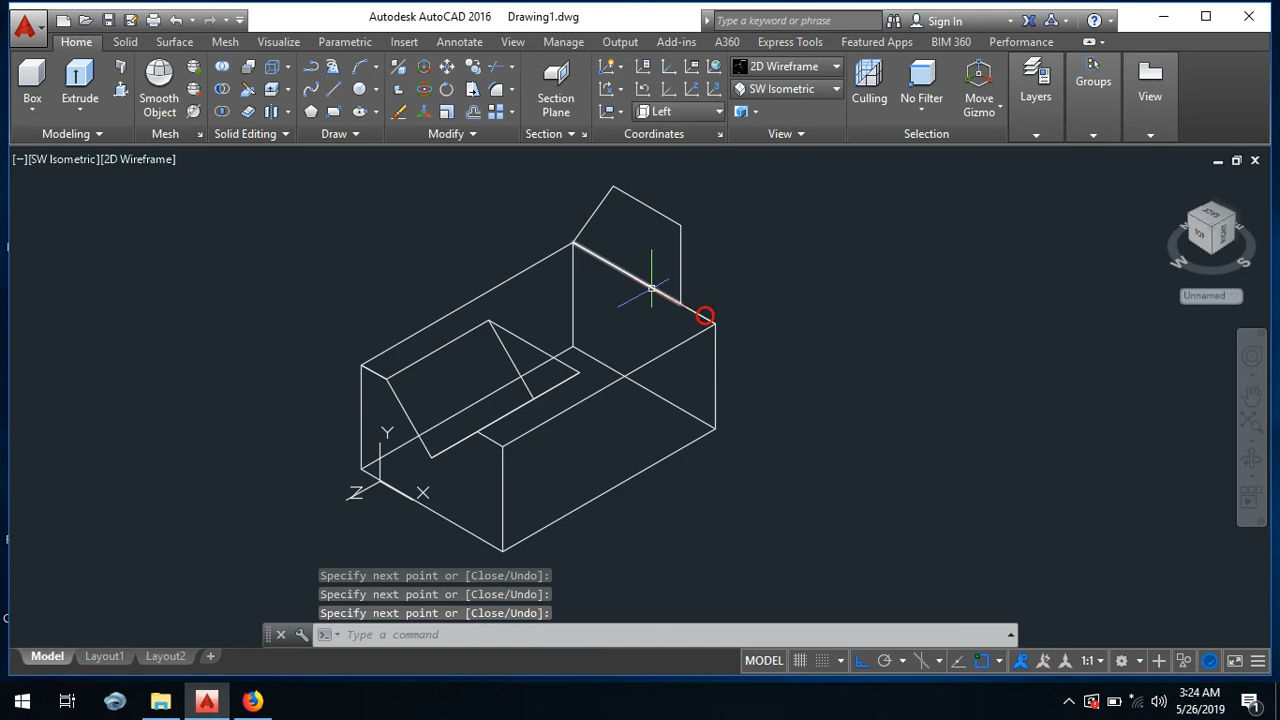 Autodesk AutoCAD 2016 Drawing1.dwg
Type a keyword or phrase
Sign In
Home Solid Surface Mesh Visualize Parametric Insert Annotate View Manage Output Add-ins A360 Express Tools Featured Apps BIM 360 Performance
2D Wireframe
SW Isometric
Left
Box
Extrude
Smooth
Object
Section
Plane
Culling
No Filter
Move
Gizmo
Layers
Groups
View
Modeling
Mesh
Solid Editing
Draw
Modify
Section
Coordinates
View
Selection
[−][SW Isometric][2D Wireframe]
TOP
RIGHT
W
S
Unnamed
Y
Z
X
Specify next point or [Close/Undo]:
Specify next point or [Close/Undo]:
Specify next point or [Close/Undo]:
Type a command
Model Layout1 Layout2 +
MODEL
1:1
3:24 AM
5/26/2019